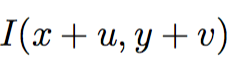 I(x + u, y + v)